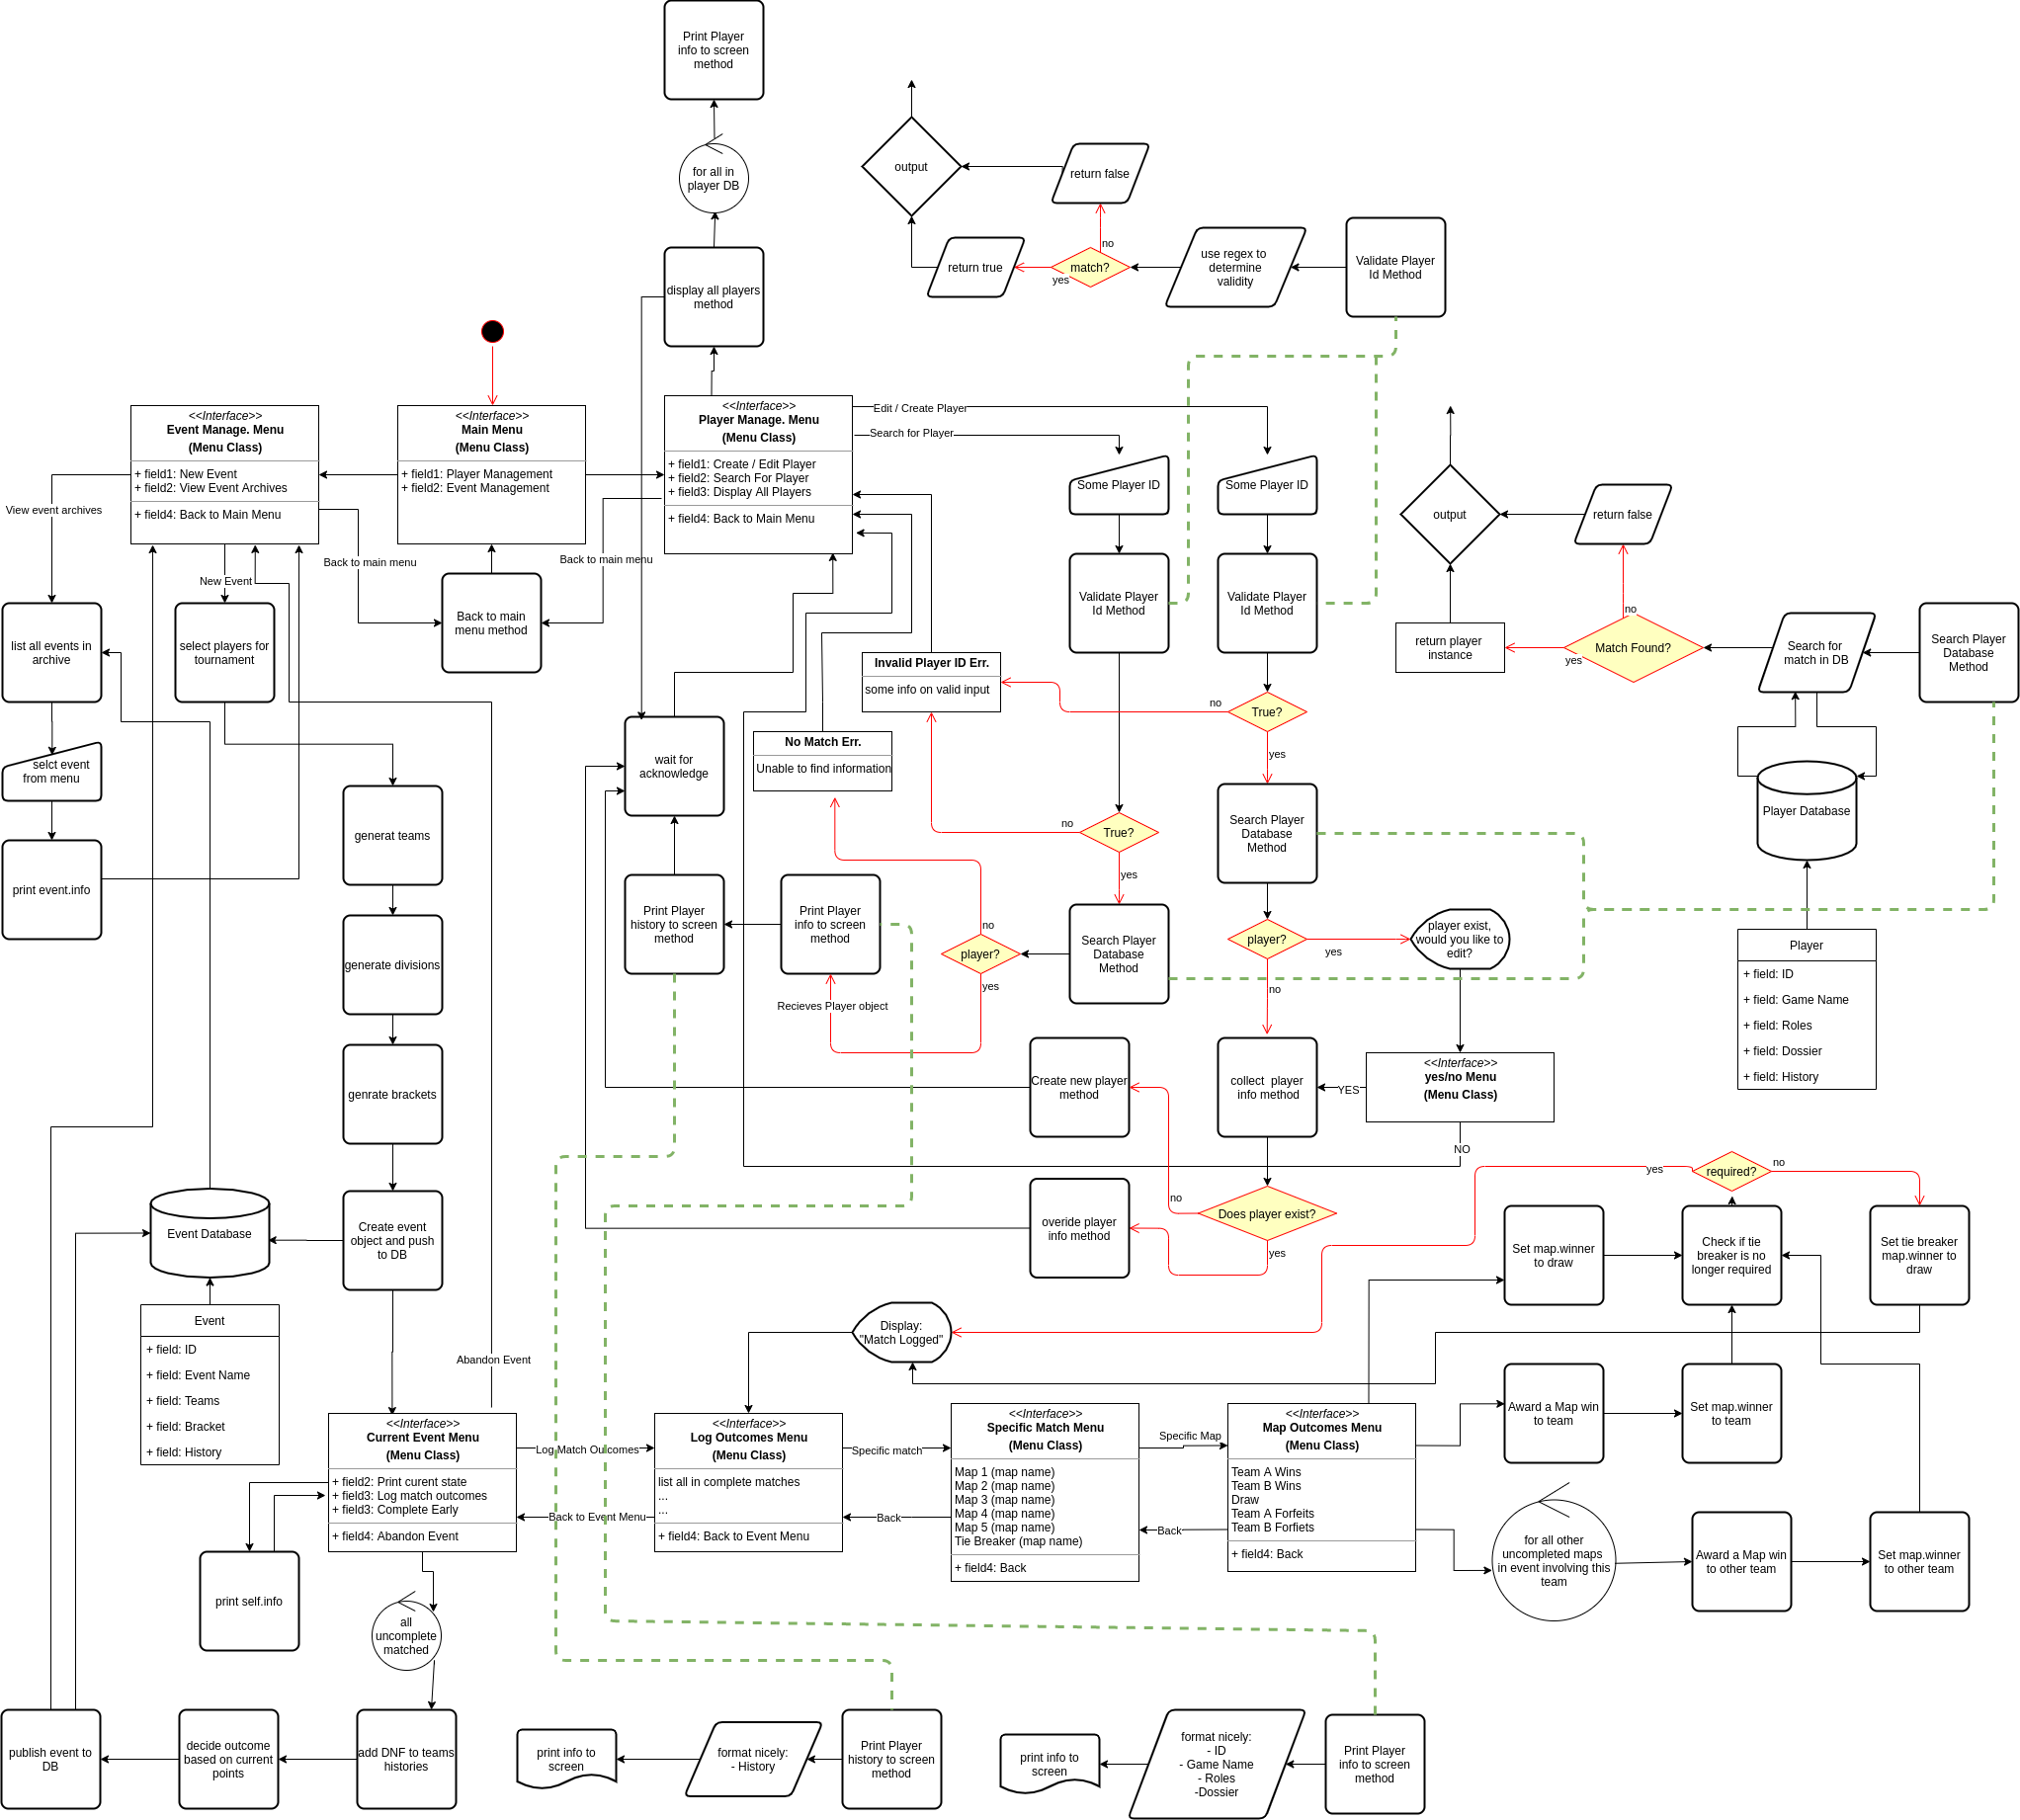 Print Player
info to screen
method
for all in
player DB
display all players
method
output
return false
no
return true
match?
yes
use regex to
determine
validity
Validate Player
Id Method
<<Interface>>
Event Manage. Menu
(Menu Class)
+ field1: New Event
+ field2: View Event Archives
+ field4: Back to Main Menu
<<Interface>>
Main Menu
(Menu Class)
+ field1: Player Management
+ field2: Event Management
<<Interface>>
Player Manage. Menu
(Menu Class)
+ field1: Create / Edit Player
+ field2: Search For Player
+ field3: Display All Players
+ field4: Back to Main Menu
Edit / Create Player
Search for Player
Some Player ID
Some Player ID
View event archives
Back to main menu
Back to main menu
New Event
Back to main
menu method
list all events in
archive
select players for
tournament
Validate Player
Id Method
Validate Player
Id Method
output
return false
no
return player
instance
yes
Match Found?
Search for
match in DB
Search Player
Database
Method
Player Database
Invalid Player ID Err.
some info on valid input
No Match Err.
Unable to find information
no
True?
yes
no
True?
yes
selct event
from menu
print event.info
wait for
acknowledge
generat teams
generate divisions
genrate brackets
Create event
object and push
to DB
Search Player
Database
Method
Print Player
history to screen
method
Print Player
info to screen
method
no
player?
yes
Recieves Player object
Search Player
Database
Method
player?
yes
no
player exist,
would you like to
edit?
Player
+ field: ID
+ field: Game Name
+ field: Roles
+ field: Dossier
+ field: History
Create new player
method
collect  player
info method
YES
<<Interface>>
yes/no Menu
(Menu Class)
NO
overide player
info method
no
Does player exist?
yes
yes
required?
no
Set map.winner
to draw
Check if tie
breaker is no
longer required
Set tie breaker
map.winner to
draw
Event Database
Event
+ field: ID
+ field: Event Name
+ field: Teams
+ field: Bracket
+ field: History
Abandon Event
Display:
"Match Logged"
Award a Map win
to team
Set map.winner
to team
<<Interface>>
Current Event Menu
(Menu Class)
+ field2: Print curent state
+ field3: Log match outcomes
+ field3: Complete Early
+ field4: Abandon Event
Log Match Outcomes
Back to Event Menu
<<Interface>>
Log Outcomes Menu
(Menu Class)
list all in complete matches
...
...
+ field4: Back to Event Menu
Specific match
Back
<<Interface>>
Specific Match Menu
(Menu Class)
Map 1 (map name)
Map 2 (map name)
Map 3 (map name)
Map 4 (map name)
Map 5 (map name)
Tie Breaker (map name)
+ field4: Back
Specific Map
Back
<<Interface>>
Map Outcomes Menu
(Menu Class)
Team A Wins
Team B Wins
Draw
Team A Forfeits
Team B Forfiets
+ field4: Back
for all other
uncompleted maps
in event involving this
team
Award a Map win
to other team
Set map.winner
to other team
print self.info
all
uncomplete
matched
publish event to
DB
decide outcome
based on current
points
add DNF to teams
histories
print info to
screen
format nicely:
- History
Print Player
history to screen
method
print info to
screen
format nicely:
- ID
- Game Name
- Roles
-Dossier
Print Player
info to screen
method